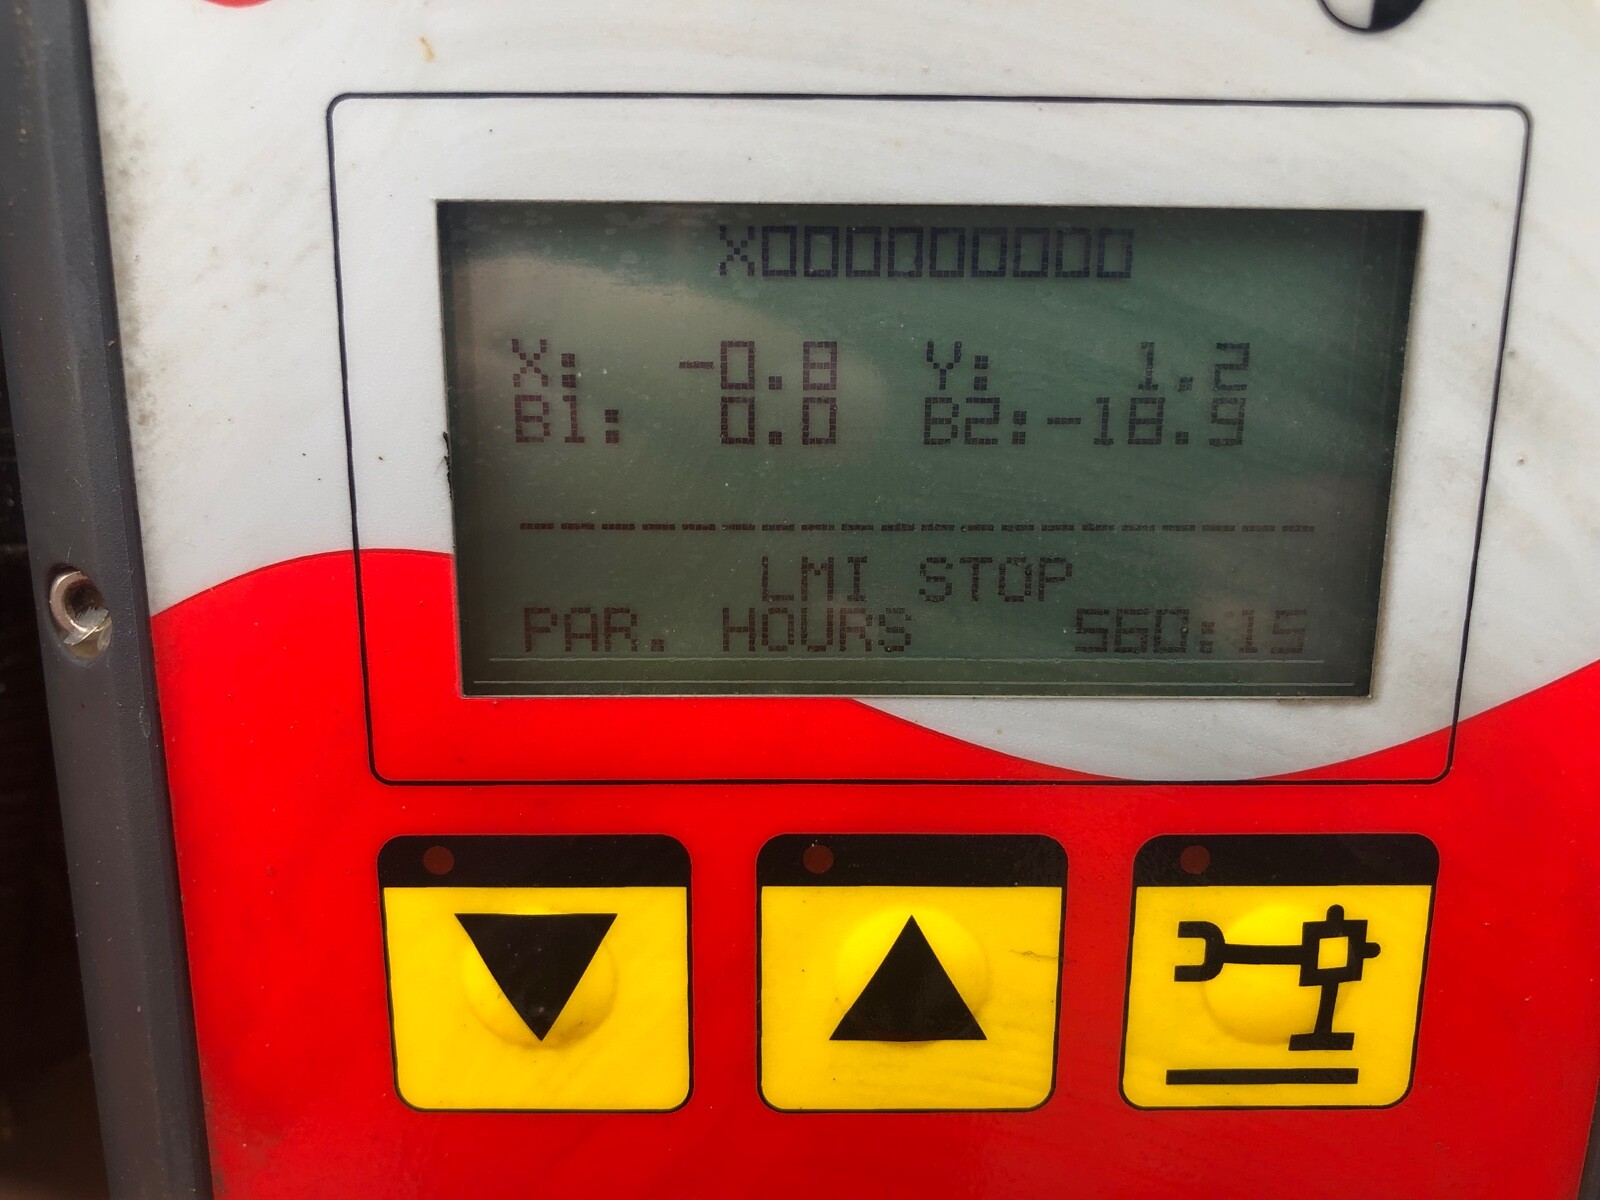 X000000000
X: -0.8 Y: 1.2
B1: 0.0 B2:-18.9
--------------------
LMI STOP
PAR. HOURS 560:15